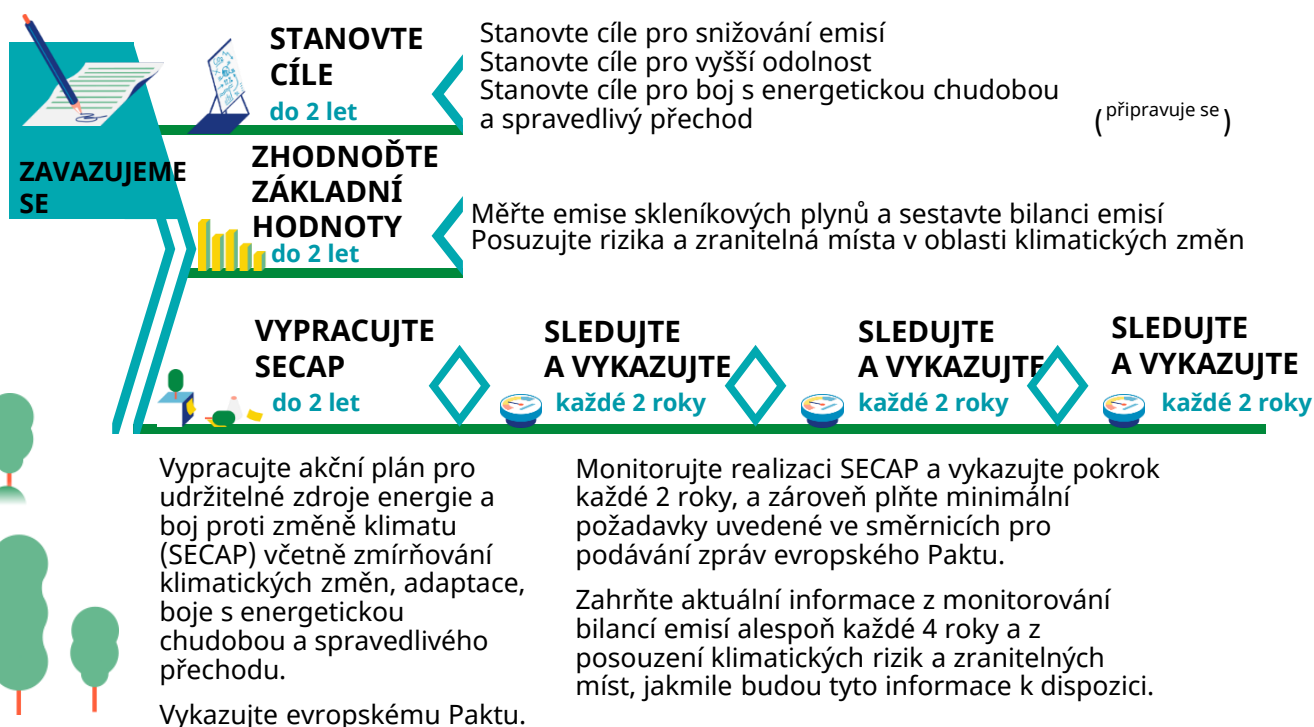 ZAVAZUJEME
SE
STANOVTE
CÍLE
do 2 let
Stanovte cíle pro snižování emisí
Stanovte cíle pro vyšší odolnost
Stanovte cíle pro boj s energetickou chudobou
a spravedlivý přechod (připravuje se)
ZHODNOĎTE
ZÁKLADNÍ
HODNOTY
do 2 let
Měřte emise skleníkových plynů a sestavte bilanci emisí
Posuzujte rizika a zranitelná místa v oblasti klimatických změn
VYPRACUJTE
SECAP
do 2 let
SLEDUJTE
A VYKAZUJTE
každé 2 roky
SLEDUJTE
A VYKAZUJTE
každé 2 roky
SLEDUJTE
A VYKAZUJTE
každé 2 roky
Vypracujte akční plán pro
udržitelné zdroje energie a
boj proti změně klimatu
(SECAP) včetně zmírňování
klimatických změn, adaptace,
boje s energetickou
chudobou a spravedlivého
přechodu.
Vykazujte evropskému Paktu.
Monitorujte realizaci SECAP a vykazujte pokrok
každé 2 roky, a zároveň plňte minimální
požadavky uvedené ve směrnicích pro
podávání zpráv evropského Paktu.
Zahrňte aktuální informace z monitorování
bilancí emisí alespoň každé 4 roky a z
posouzení klimatických rizik a zranitelných
míst, jakmile budou tyto informace k dispozici.